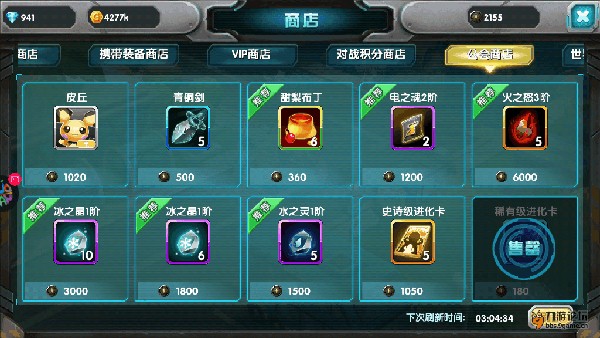 941
4277k
商店
2155
商店
携带装备商店
VIP商店
对战积分商店
公会商店
世
皮丘
1020
青铜剑
5
500
推荐
甜梨布丁
6
360
推荐
电之魂2阶
2
1200
推荐
火之怒3阶
5
6000
推荐
冰之晶1阶
10
3000
推荐
冰之晶1阶
6
1800
推荐
冰之灵1阶
5
1500
史诗级进化卡
5
1050
稀有级进化卡
售罄
180
下次刷新时间：
03:04:34
九游论坛
bbs.9game.cn